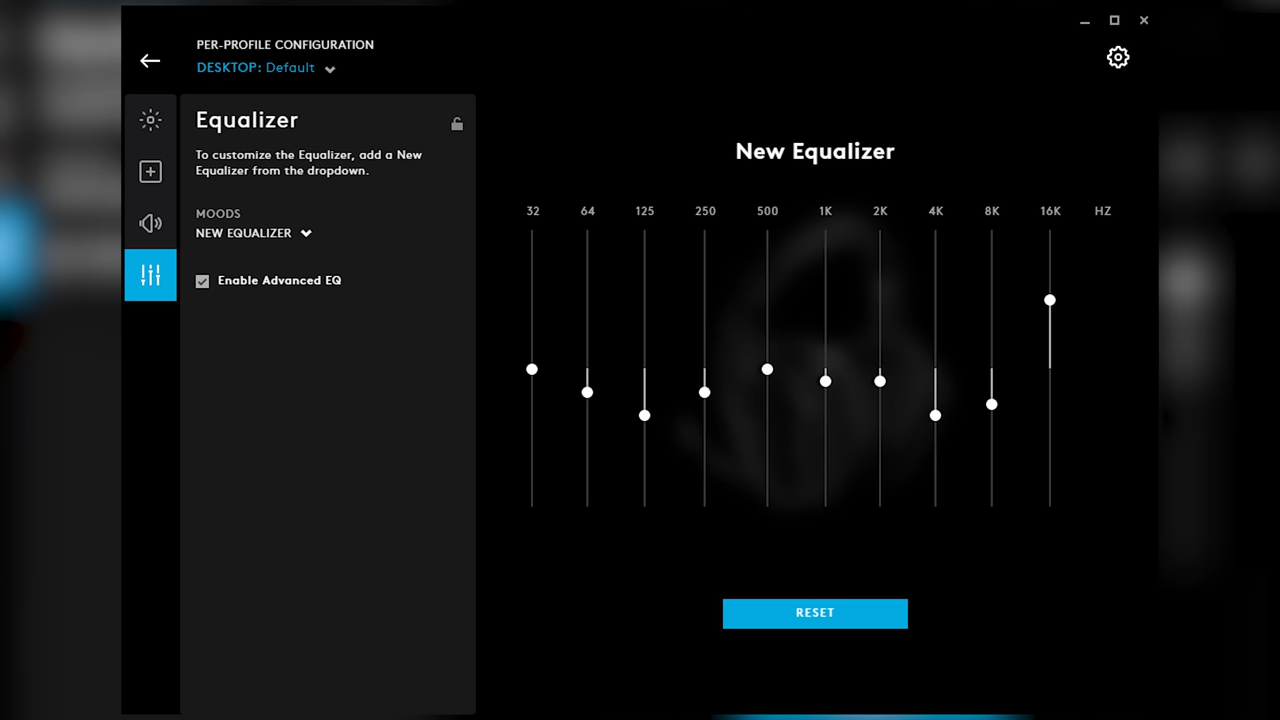 PER-PROFILE CONFIGURATION
DESKTOP: Default
Equalizer
To customize the Equalizer, add a New
Equalizer from the dropdown.
MOODS
NEW EQUALIZER
Enable Advanced EQ
New Equalizer
32 64 125 250 500 1K 2K 4K 8K 16K HZ
RESET